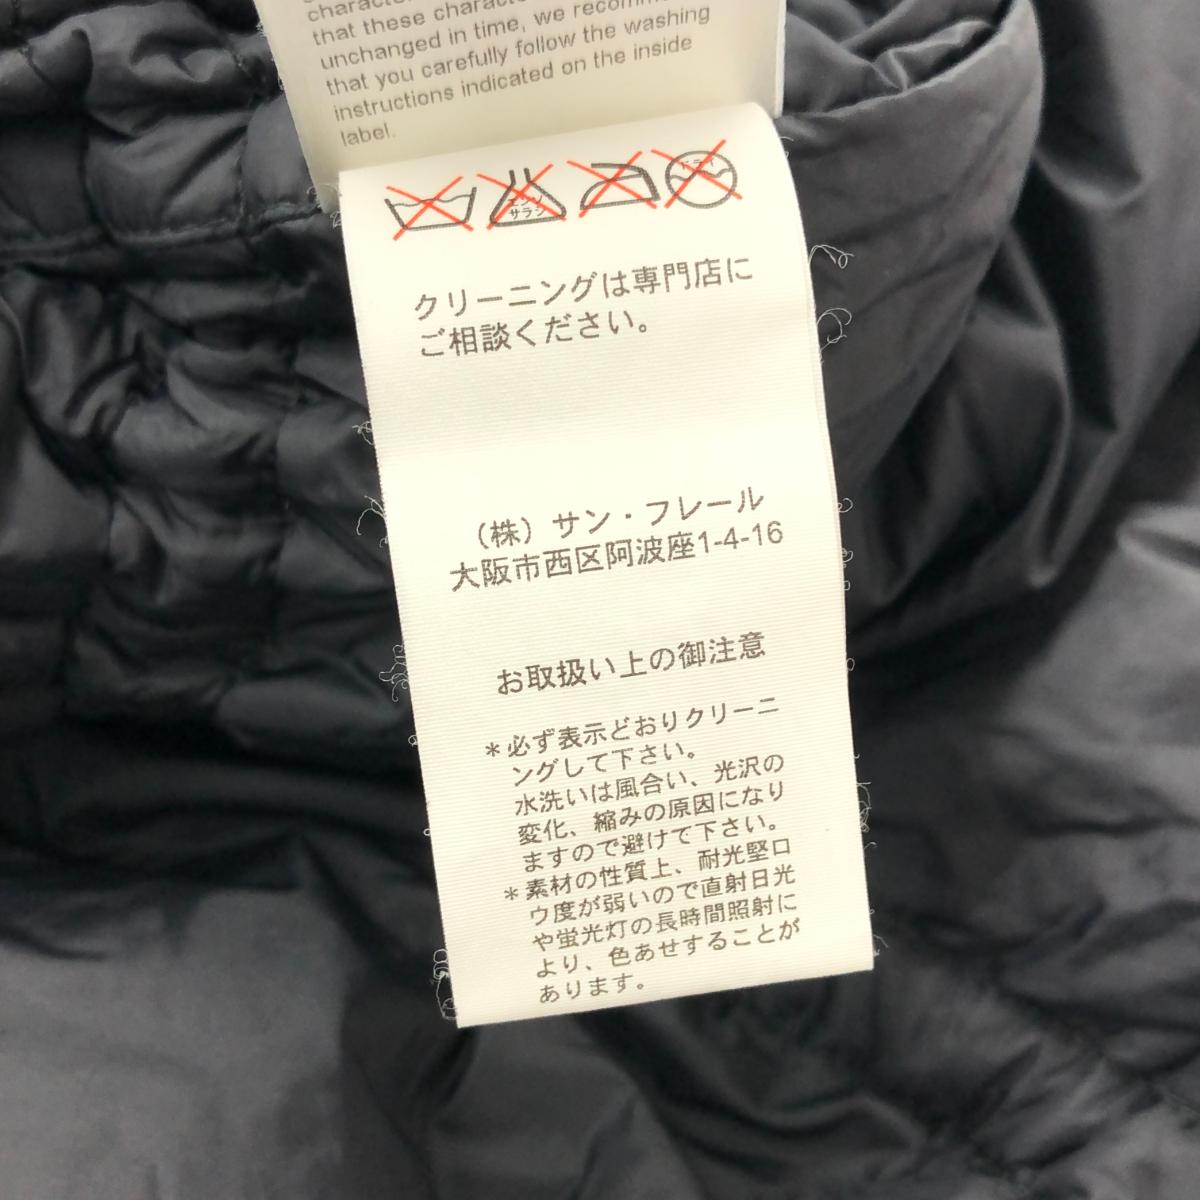 that these
unchanged in time, we recomm
that you carefully follow the washing
instructions indicated on the inside
label.
エンソ
サラシ
ドライ
クリーニングは専門店に
ご相談ください。
(株)サン・フレール
大阪市西区阿波座1-4-16
お取扱い上の御注意
*必ず表示どおりクリーニ
ングして下さい。
水洗いは風合い、光沢の
変化、縮みの原因になり
ますので避けて下さい。
*素材の性質上、耐光堅口
ウ度が弱いので直射日光
や蛍光灯の長時間照射に
より、色あせすることが
あります。